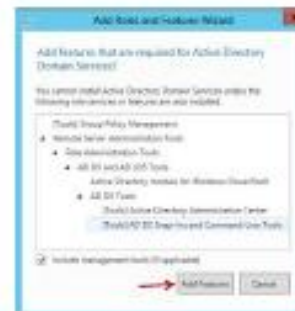 Add Roles and Features Wizard
Add features that are required for Active Directory
Domain Services?
You cannot install Active Directory Domain Services unless the
following role services or features are also installed.
[Tools] Group Policy Management
Remote Server Administration Tools
Role Administration Tools
AD DS and AD LDS Tools
Active Directory module for Windows PowerShell
AD DS Tools
[Tools] Active Directory Administrative Center
[Tools] AD DS Snap-Ins and Command-Line Tools
Include management tools (if applicable)
Add Features
Cancel